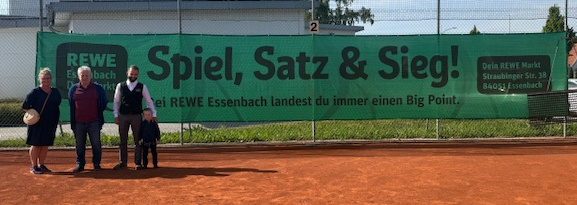 2
REWE
Essenbach
Spiel, Satz & Sieg!
bei REWE Essenbach landest du immer einen Big Point.
Dein REWE Markt
Straubinger Str. 38
84051 Essenbach